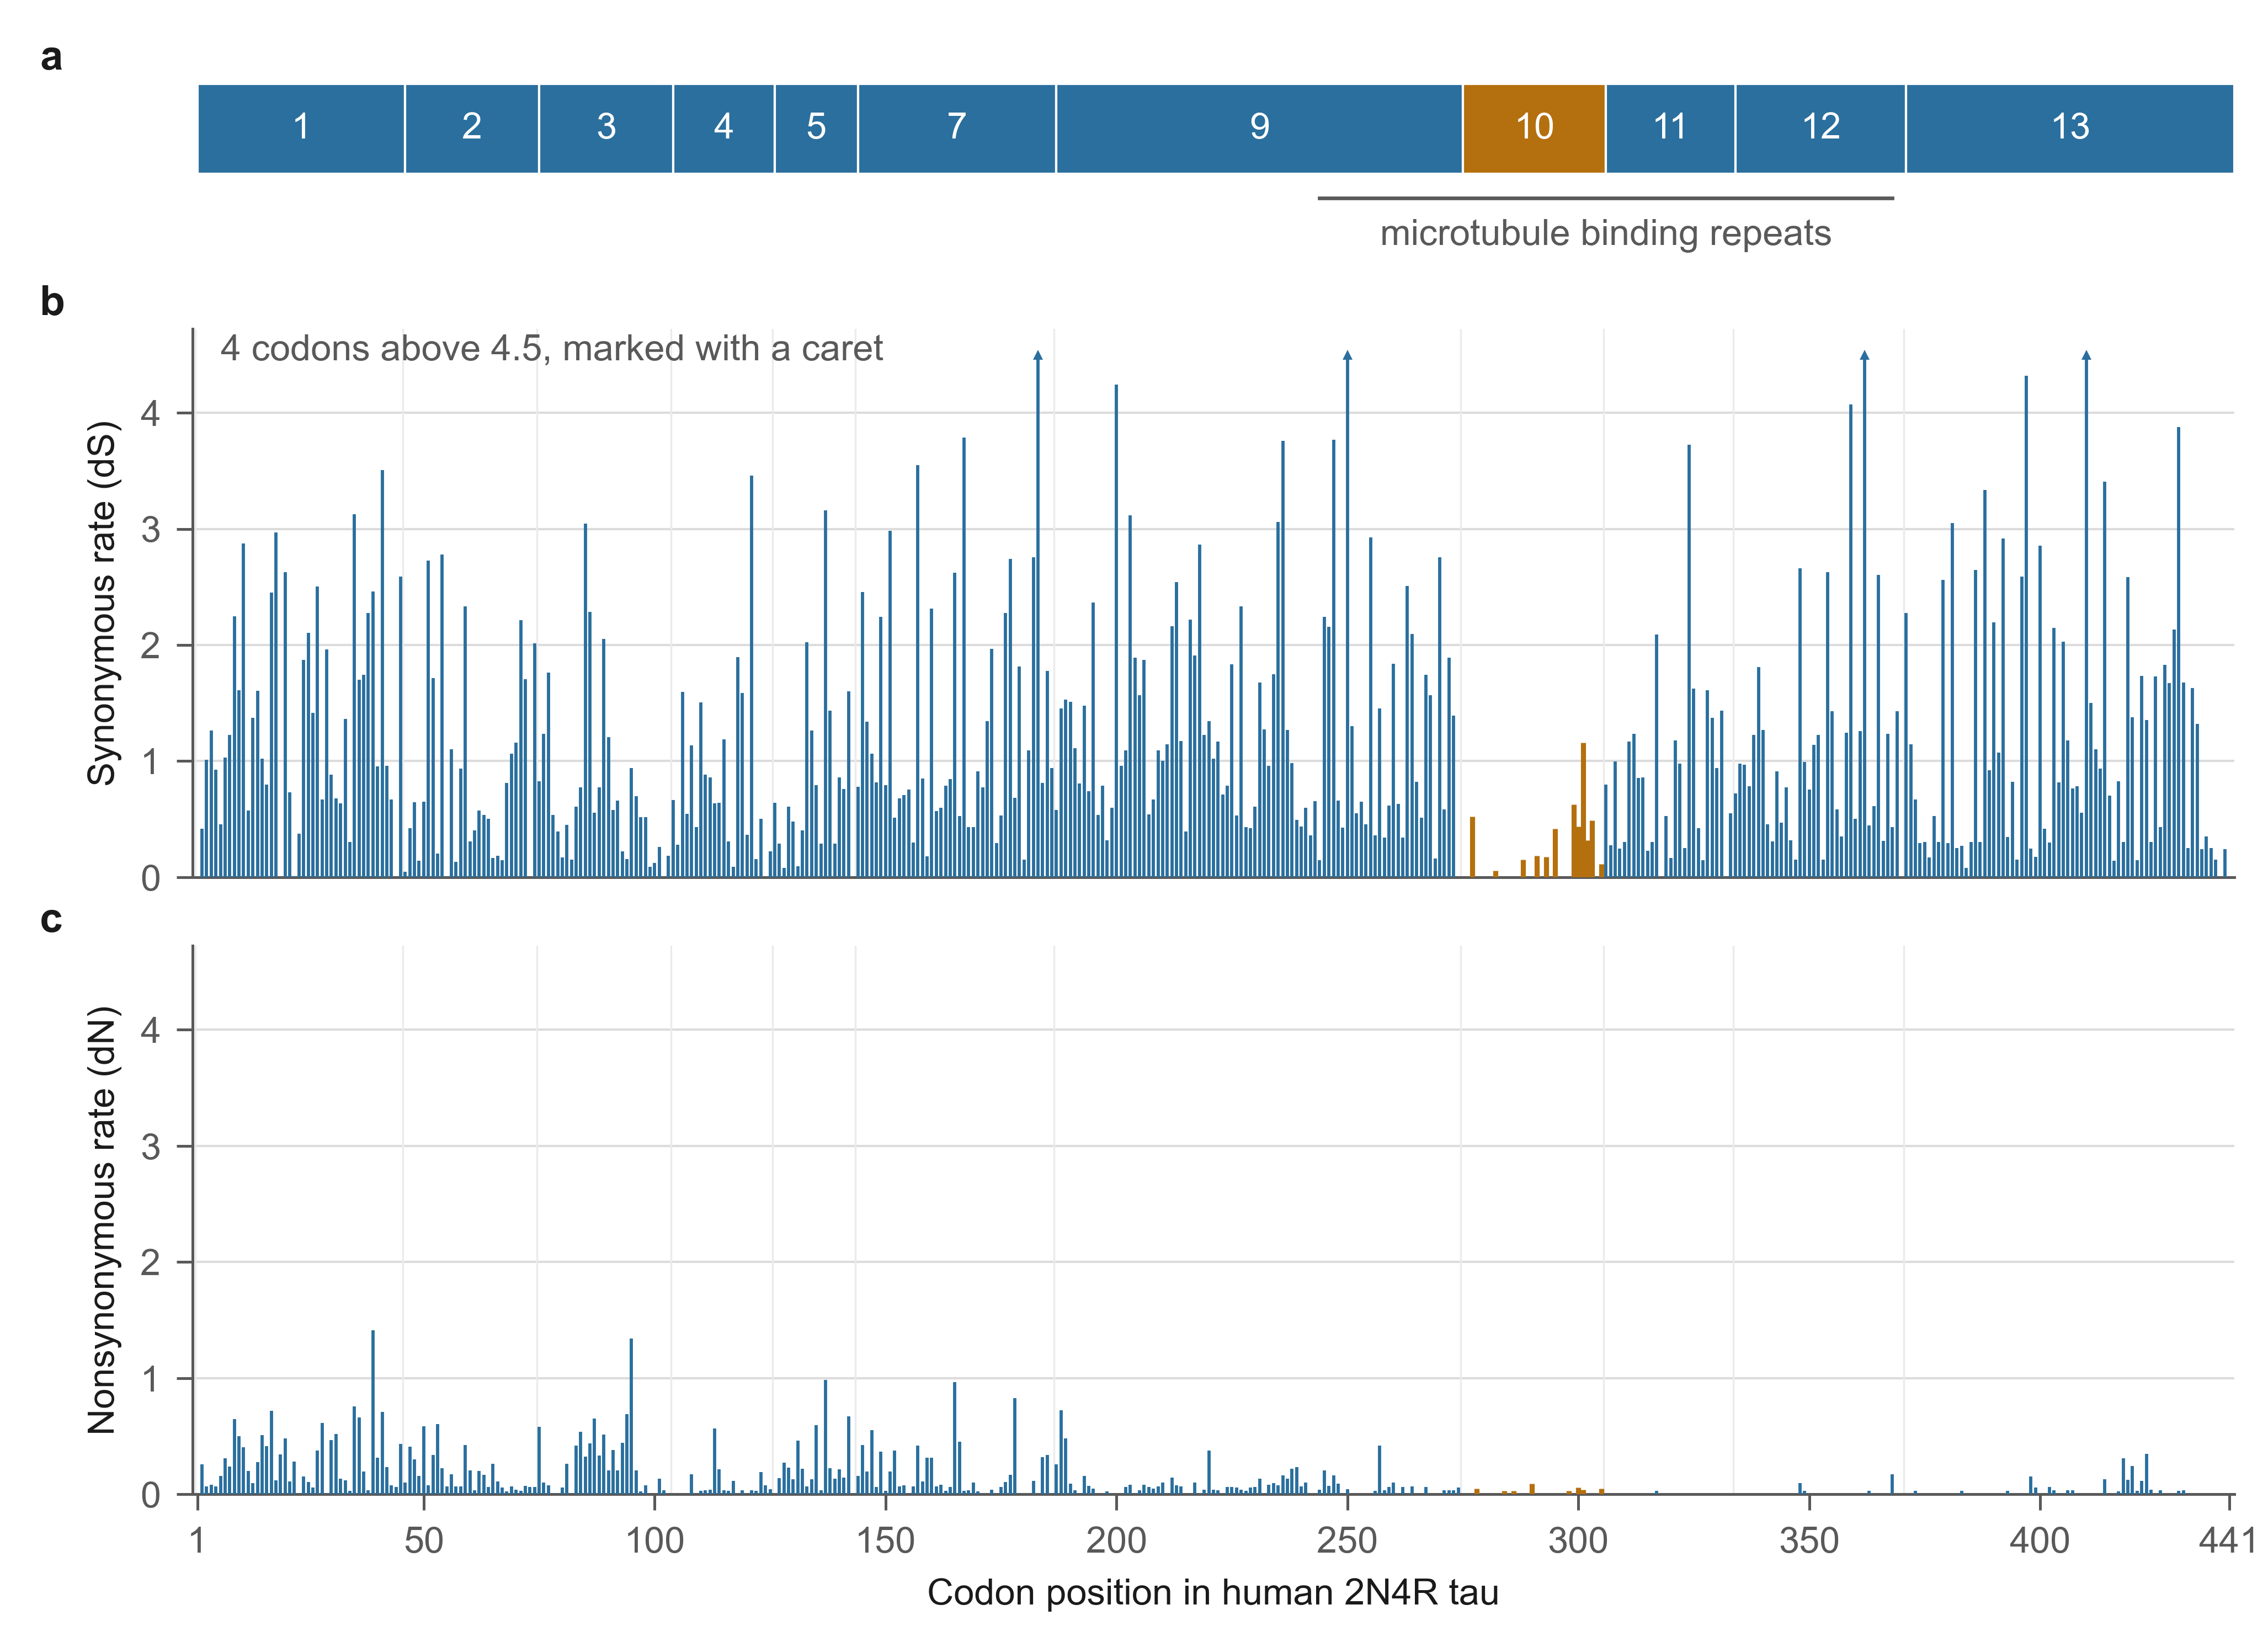 a
1 2 3 4 5 7 9 10 11 12 13
microtubule binding repeats
b
4 codons above 4.5, marked with a caret
Synonymous rate (dS)
4
3
2
1
0
c
Nonsynonymous rate (dN)
4
3
2
1
0
1 50 100 150 200 250 300 350 400 441
Codon position in human 2N4R tau